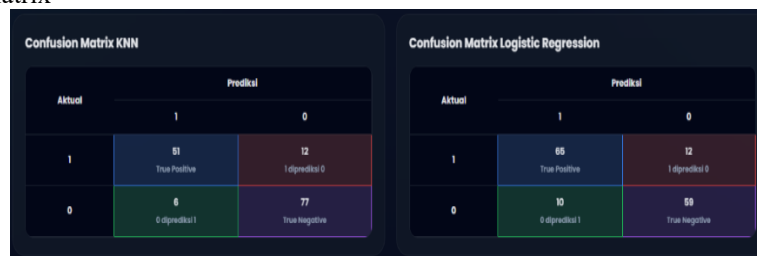 Confusion Matrix KNN
Aktual
Prediksi
1
0
1
51
True Positive
12
1 diprediksi 0
0
6
0 diprediksi 1
77
True Negative
Confusion Matrix Logistic Regression
Aktual
Prediksi
1
0
1
65
True Positive
12
1 diprediksi 0
0
10
0 diprediksi 1
59
True Negative